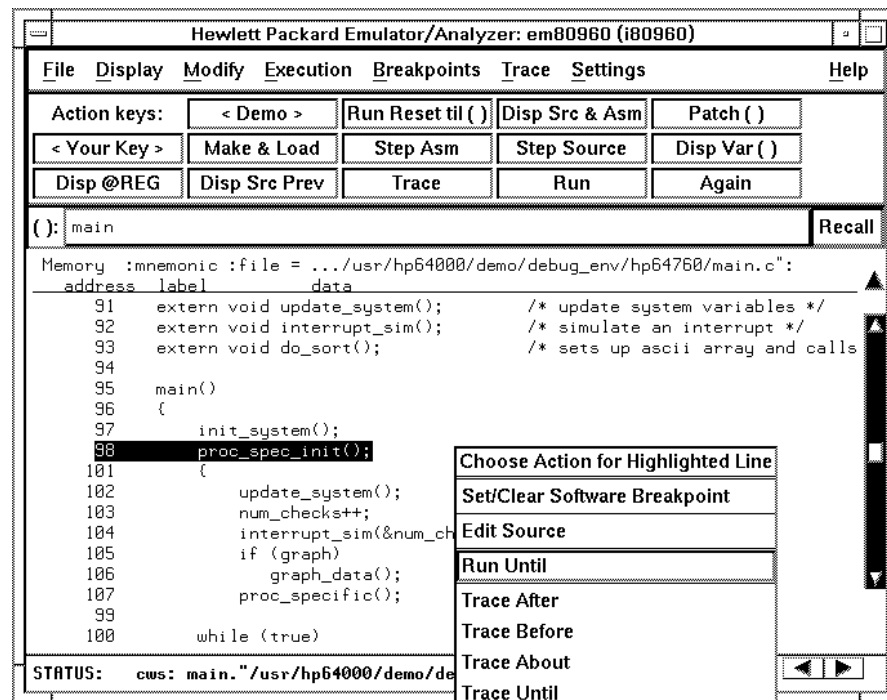 Hewlett Packard Emulator/Analyzer: em80960 (i80960)
File Display Modify Execution Breakpoints Trace Settings Help
Action keys: < Demo > Run Reset til ( ) Disp Src & Asm Patch ( )
< Your Key > Make & Load Step Asm Step Source Disp Var ( )
Disp @REG Disp Src Prev Trace Run Again
( ): main Recall
Memory :mnemonic :file = .../usr/hp64000/demo/debug_env/hp64760/main.c":
address label data
91 extern void update_system(); /* update system variables */
92 extern void interrupt_sim(); /* simulate an interrupt */
93 extern void do_sort(); /* sets up ascii array and calls
94
95 main()
96 {
97 init_system();
98 proc_spec_init();
101 {
102 update_system();
103 num_checks++;
104 interrupt_sim(&num_ch
105 if (graph)
106 graph_data();
107 proc_specific();
99
100 while (true)
Choose Action for Highlighted Line
Set/Clear Software Breakpoint
Edit Source
Run Until
Trace After
Trace Before
Trace About
Trace Until
STATUS: cws: main."/usr/hp64000/demo/de